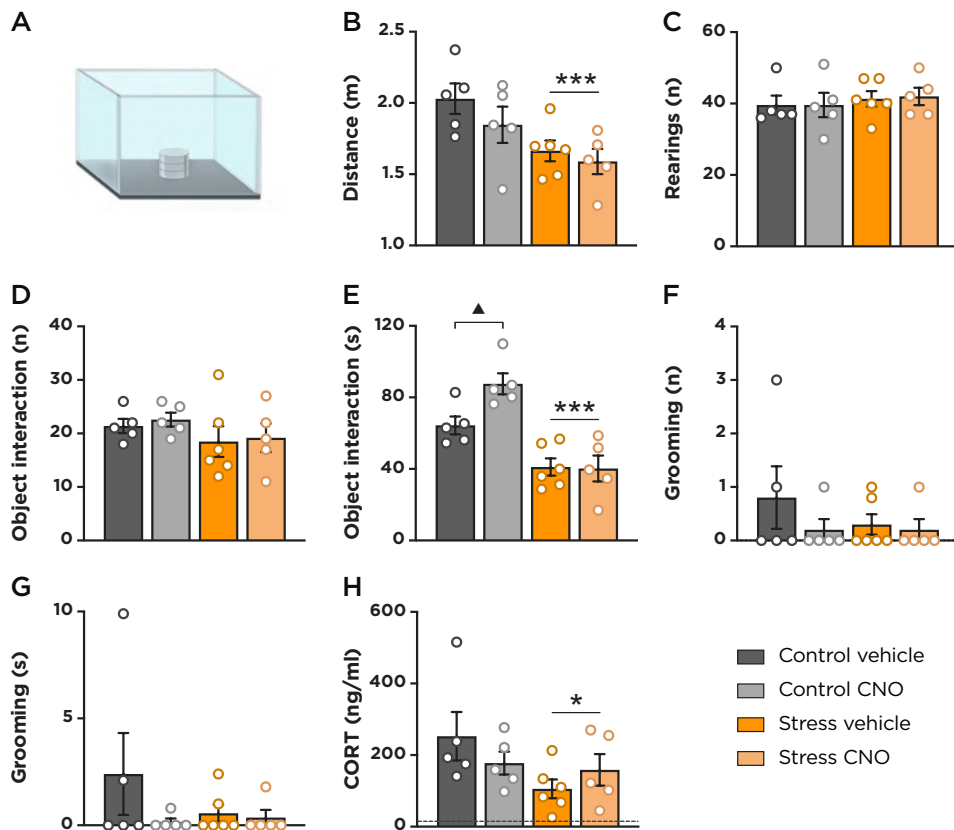 A
B
Distance (m)
2.5
2.0
1.5
1.0
***
C
Rearings (n)
60
40
20
0
D
Object interaction (n)
40
30
20
10
0
E
Object interaction (s)
120
80
40
0
▲
***
F
Grooming (n)
4
3
2
1
0
G
Grooming (s)
10
5
0
H
CORT (ng/ml)
600
400
200
0
*
Control vehicle
Control CNO
Stress vehicle
Stress CNO